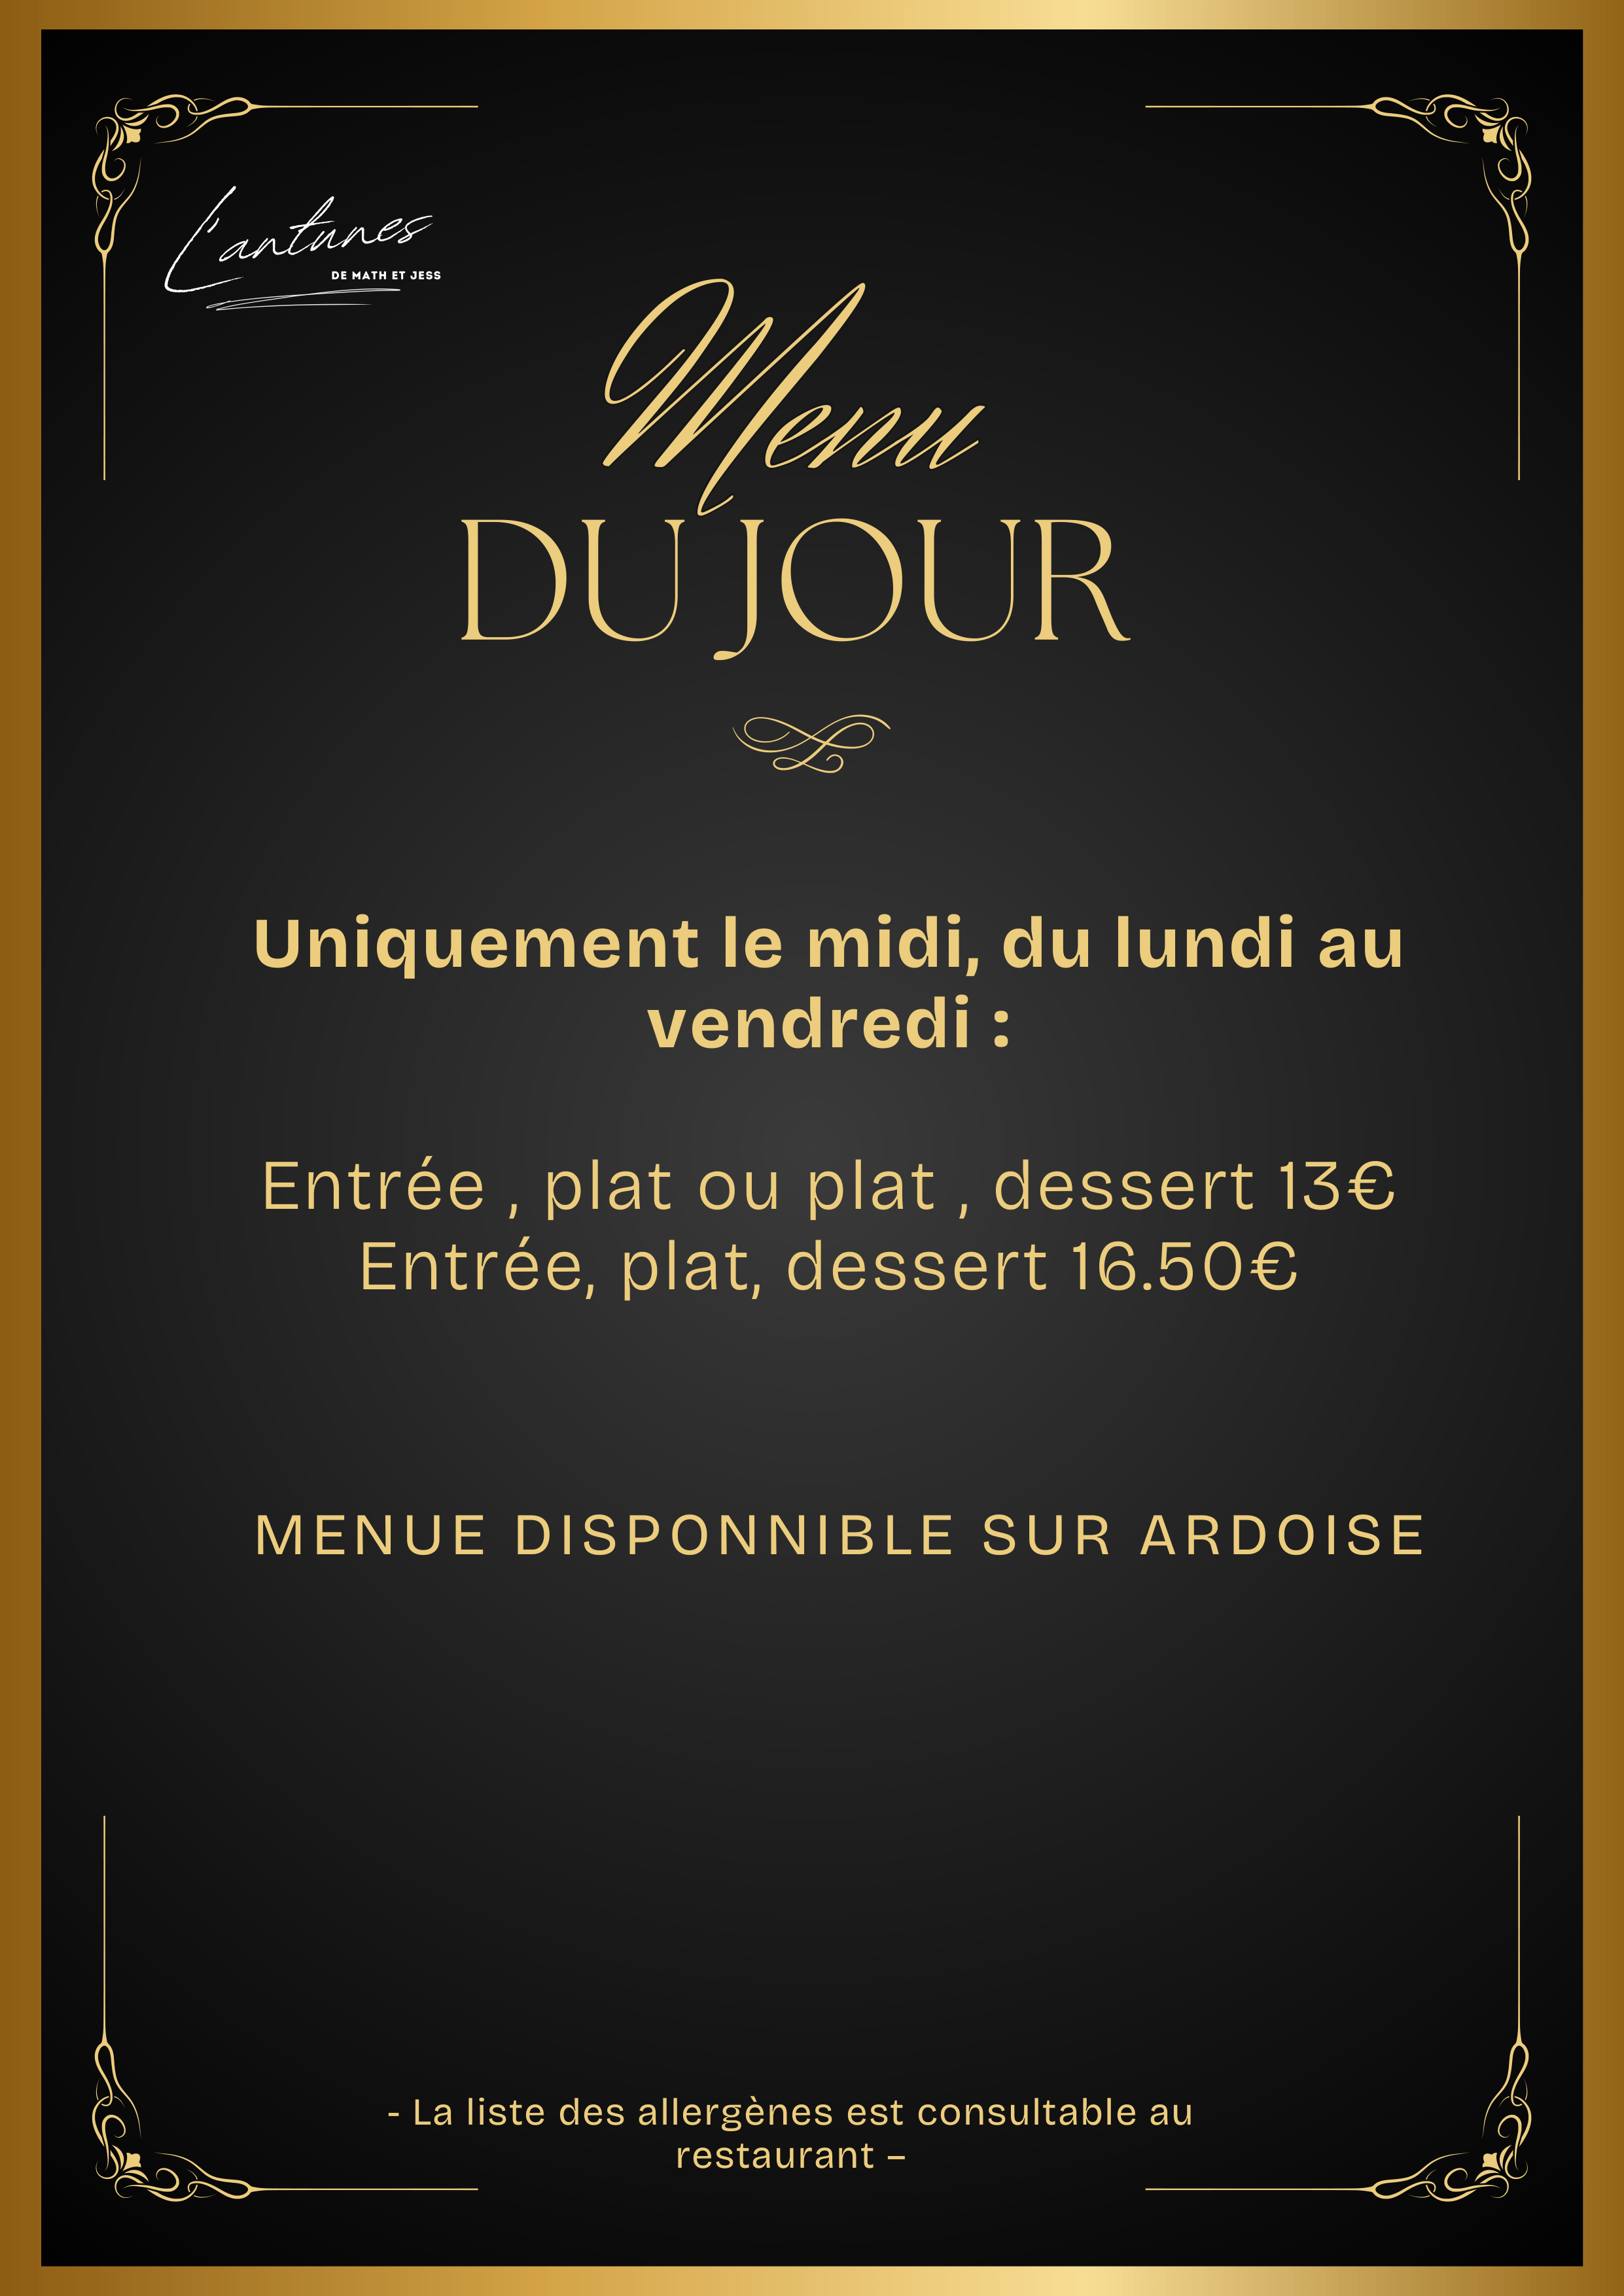 L'antunes
DE MATH ET JESS
Menu
DU JOUR
Uniquement le midi, du lundi au
vendredi :
Entrée , plat ou plat , dessert 13€
Entrée, plat, dessert 16.50€
MENUE DISPONNIBLE SUR ARDOISE
- La liste des allergènes est consultable au
restaurant –